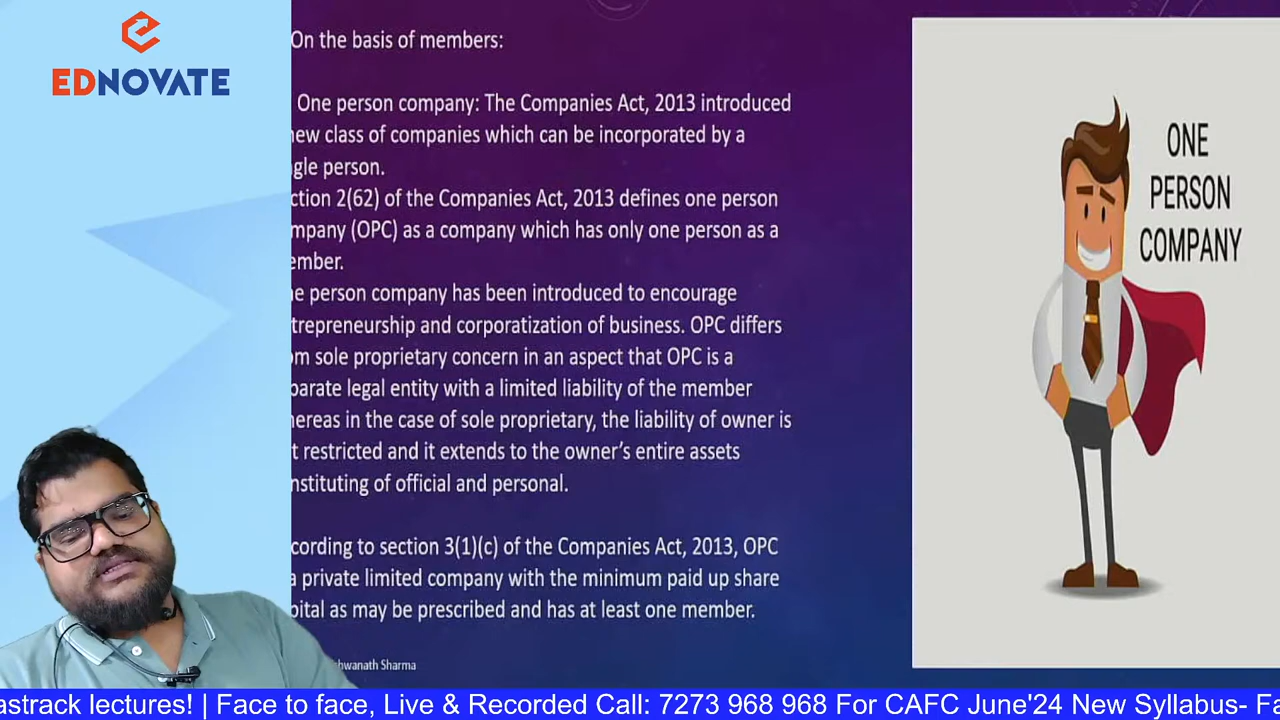 EDNOVATE
On the basis of members:
One person company: The Companies Act, 2013 introduced
new class of companies which can be incorporated by a
gle person.
ction 2(62) of the Companies Act, 2013 defines one person
mpany (OPC) as a company which has only one person as a
ember.
e person company has been introduced to encourage
trepreneurship and corporatization of business. OPC differs
om sole proprietary concern in an aspect that OPC is a
parate legal entity with a limited liability of the member
hereas in the case of sole proprietary, the liability of owner is
t restricted and it extends to the owner's entire assets
nstituting of official and personal.
cording to section 3(1)(c) of the Companies Act, 2013, OPC
a private limited company with the minimum paid up share
pital as may be prescribed and has at least one member.
hwanath Sharma
ONE
PERSON
COMPANY
astrack lectures! | Face to face, Live & Recorded Call: 7273 968 968 For CAFC June'24 New Syllabus- Fa